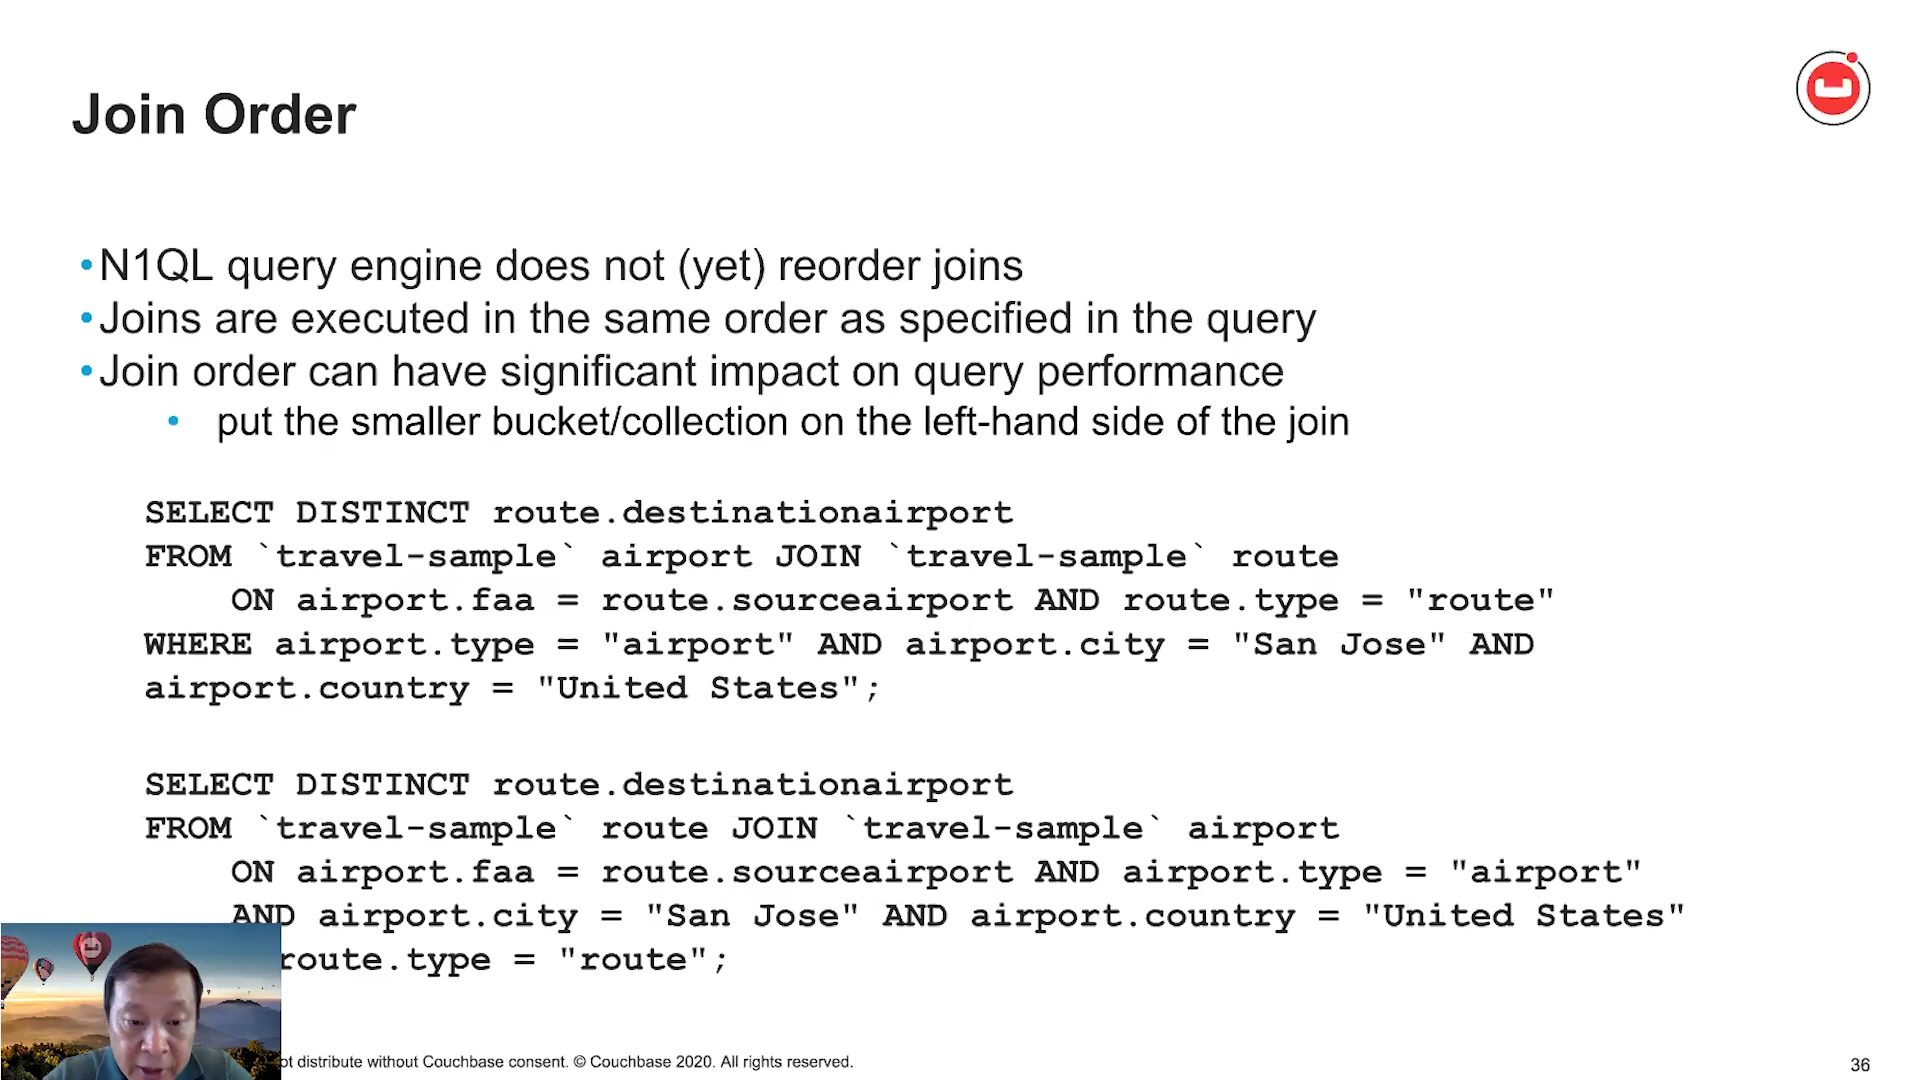 Join Order
•N1QL query engine does not (yet) reorder joins
•Joins are executed in the same order as specified in the query
•Join order can have significant impact on query performance
• put the smaller bucket/collection on the left-hand side of the join
SELECT DISTINCT route.destinationairport
FROM `travel-sample` airport JOIN `travel-sample` route
ON airport.faa = route.sourceairport AND route.type = "route"
WHERE airport.type = "airport" AND airport.city = "San Jose" AND
airport.country = "United States";
SELECT DISTINCT route.destinationairport
FROM `travel-sample` route JOIN `travel-sample` airport
ON airport.faa = route.sourceairport AND airport.type = "airport"
AND airport.city = "San Jose" AND airport.country = "United States"
route.type = "route";
distribute without Couchbase consent. © Couchbase 2020. All rights reserved.
36